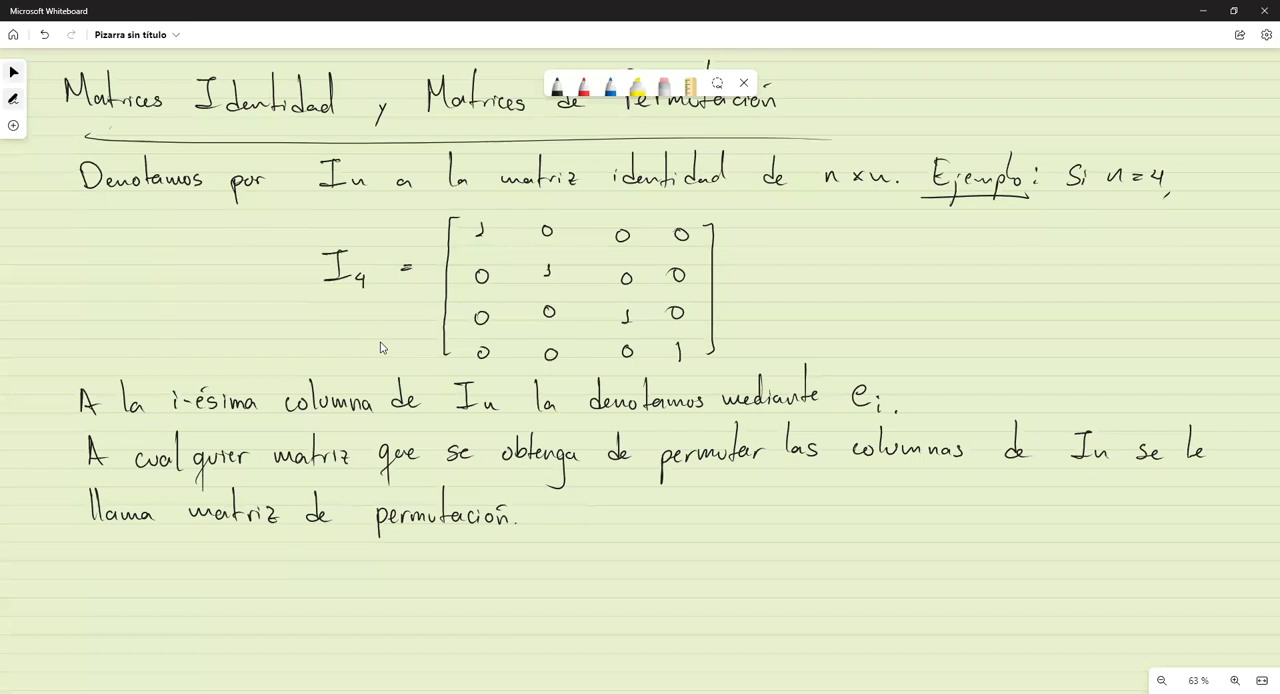 Microsoft Whiteboard
Pizarra sin título
Matrices Identidad y Matrices de Permutación
Denotamos por In a la matriz identidad de n x n. Ejemplo: Si n = 4,
I4 = [1 0 0 0
0 1 0 0
0 0 1 0
0 0 0 1]
A la i-ésima columna de In la denotamos mediante ei.
A cualquier matriz que se obtenga de permutar las columnas de In se le
llama matriz de permutación.
63 %